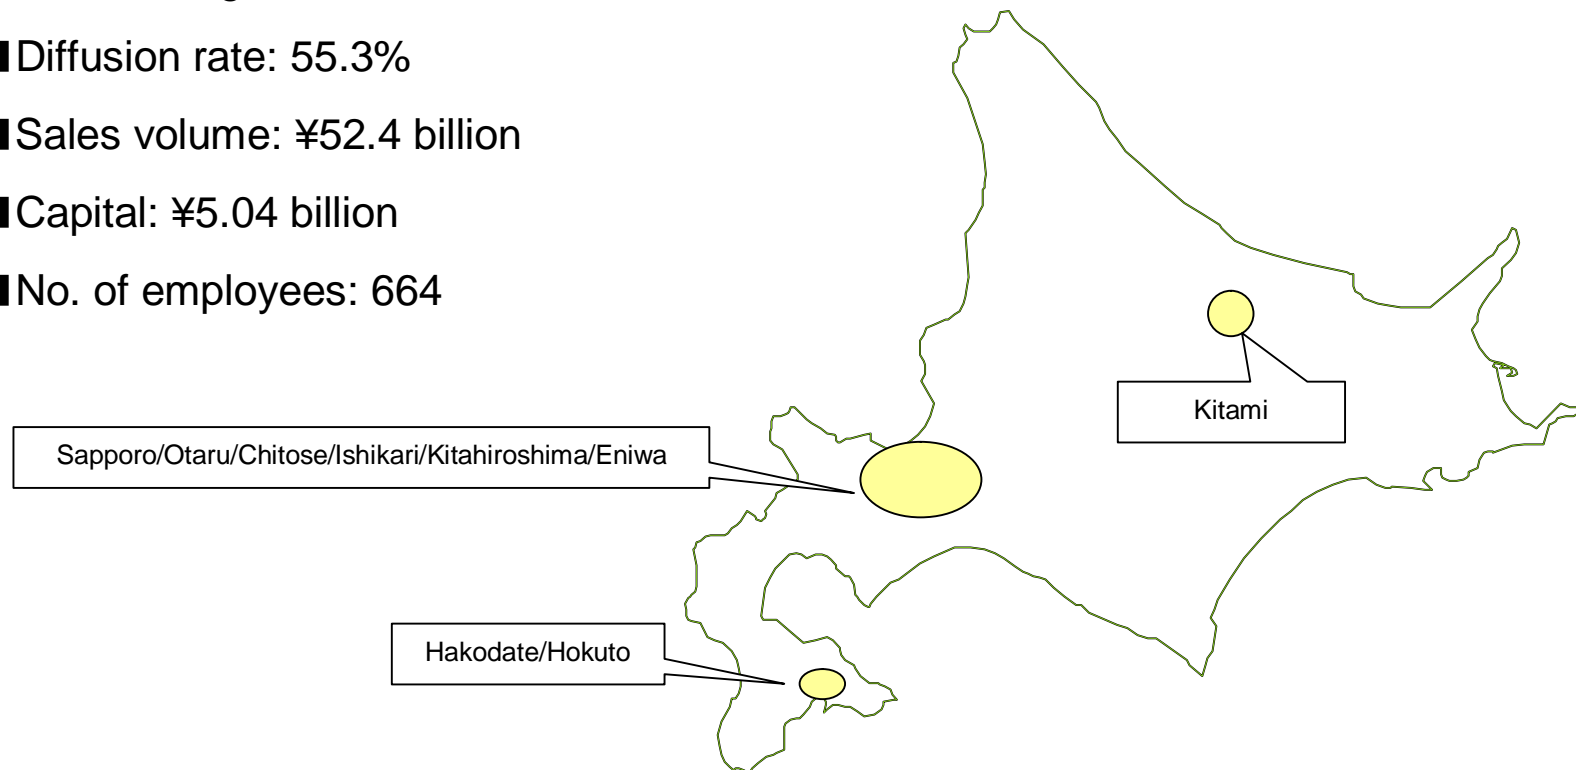 ■Diffusion rate: 55.3%
■Sales volume: ¥52.4 billion
■Capital: ¥5.04 billion
■No. of employees: 664
Kitami
Sapporo/Otaru/Chitose/Ishikari/Kitahiroshima/Eniwa
Hakodate/Hokuto